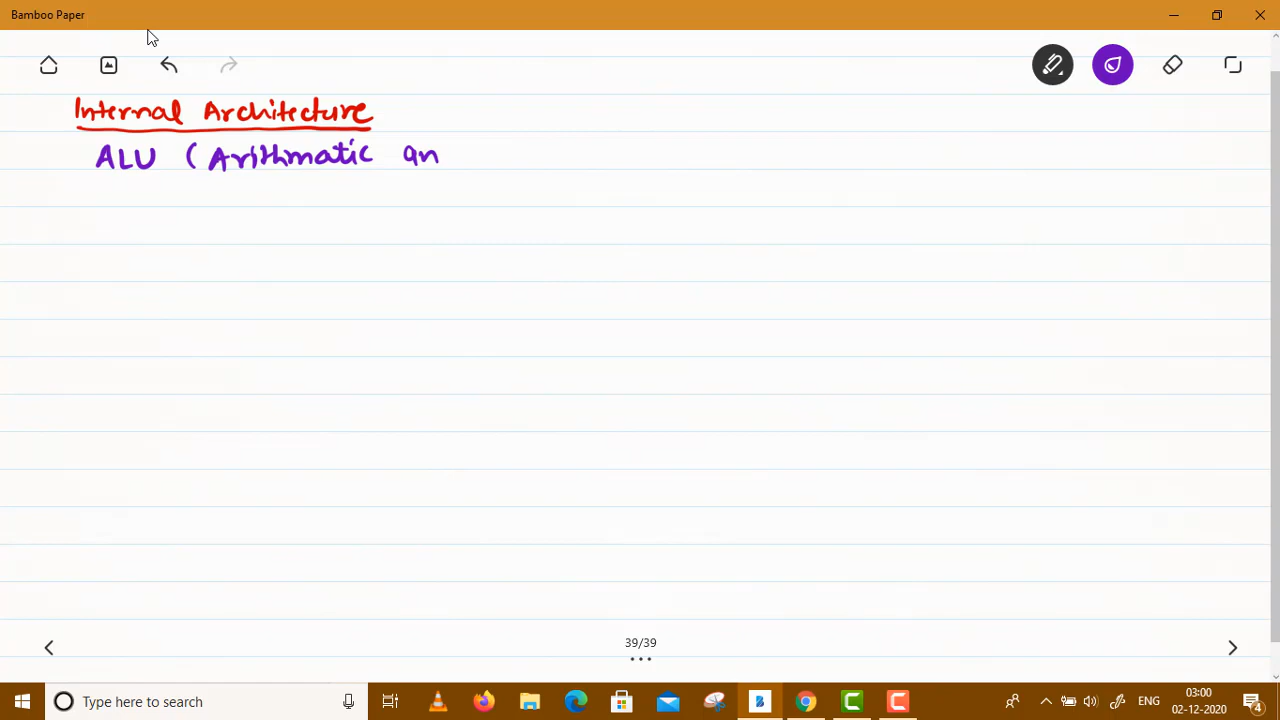 Bamboo Paper
Internal Architecture
ALU ( Arithmatic an
39/39
Type here to search
ENG
03:00
02-12-2020
4